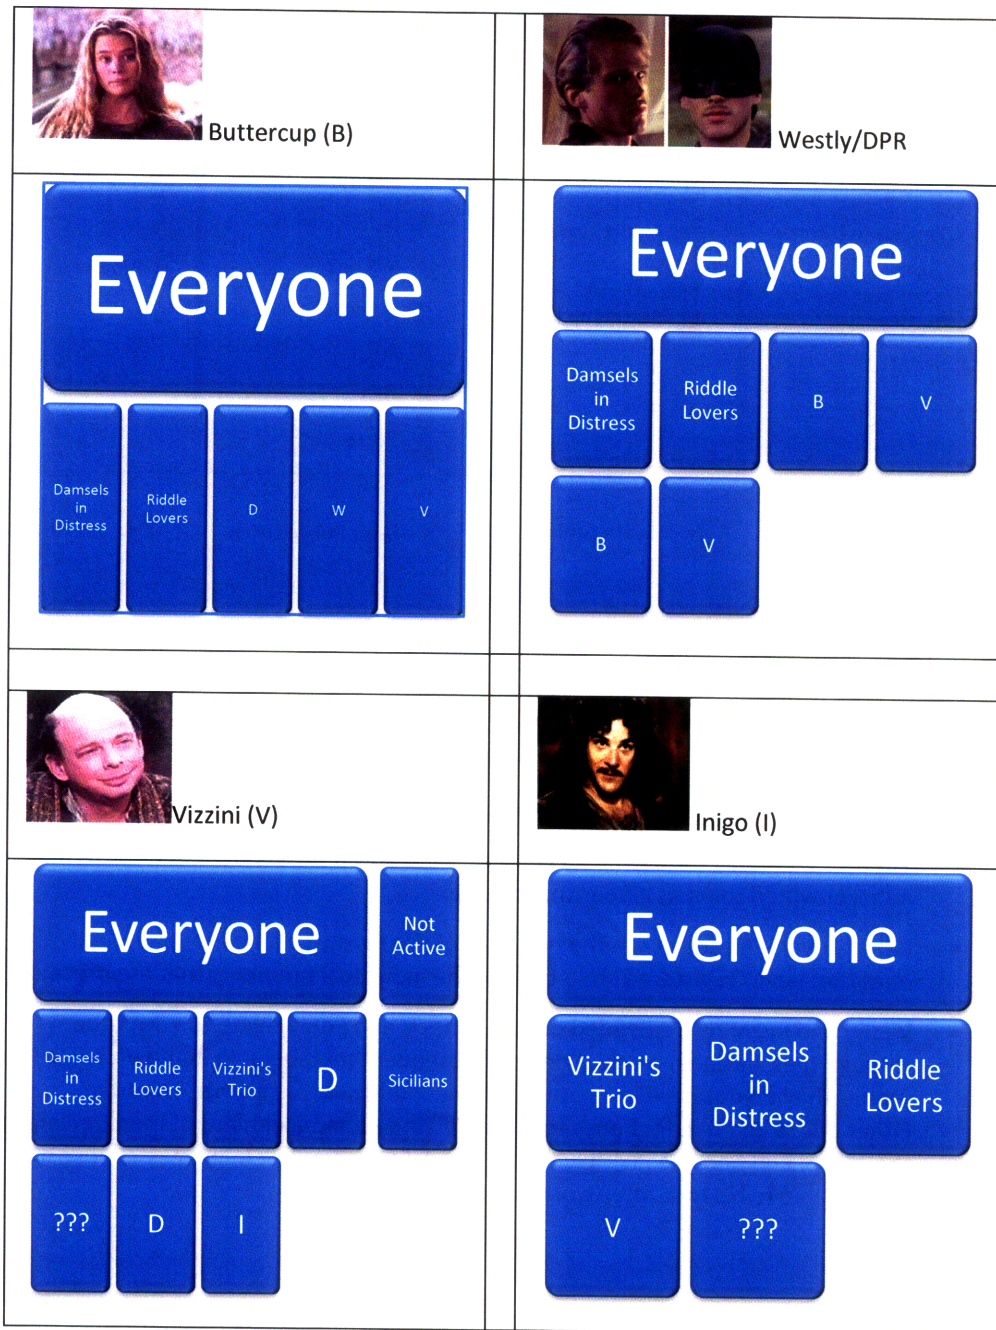 Buttercup (B)
Westly/DPR
Everyone
Damsels
in
Distress
Riddle
Lovers
D
W
V
Everyone
Damsels
in
Distress
Riddle
Lovers
B
V
B
V
Vizzini (V)
Inigo (I)
Everyone
Not
Active
Damsels
in
Distress
Riddle
Lovers
Vizzini's
Trio
D
Sicilians
???
D
I
Everyone
Vizzini's
Trio
Damsels
in
Distress
Riddle
Lovers
V
???